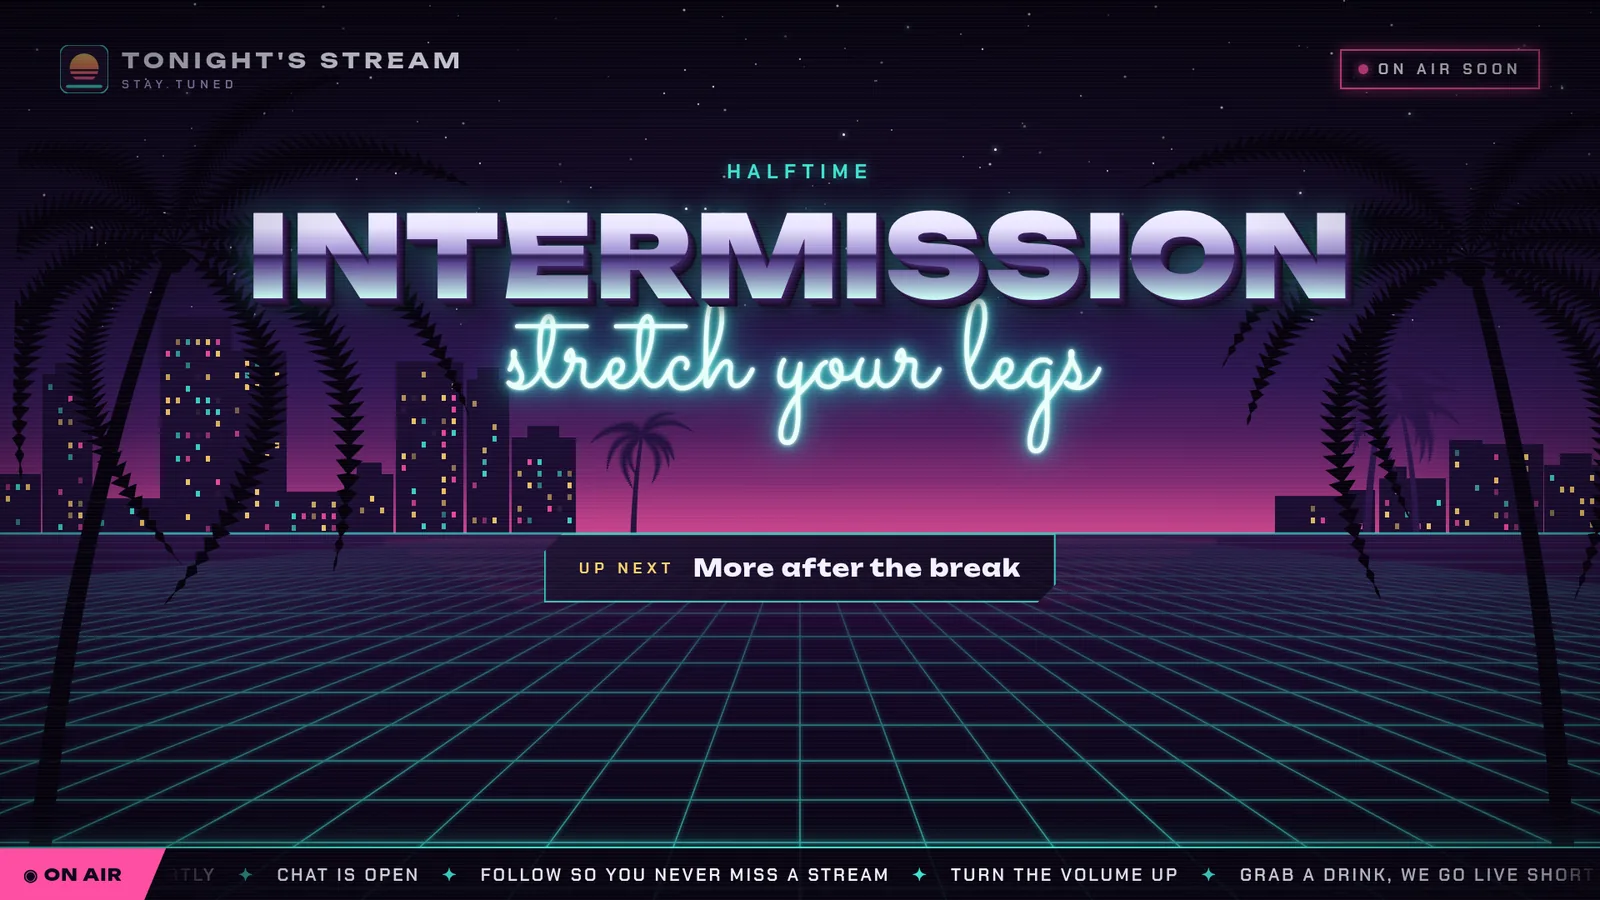 TONIGHT'S STREAM
STAY TUNED
ON AIR SOON
HALFTIME
INTERMISSION
stretch your legs
UP NEXT More after the break
ON AIR
TLY ✦ CHAT IS OPEN ✦ FOLLOW SO YOU NEVER MISS A STREAM ✦ TURN THE VOLUME UP ✦ GRAB A DRINK, WE GO LIVE SHORT